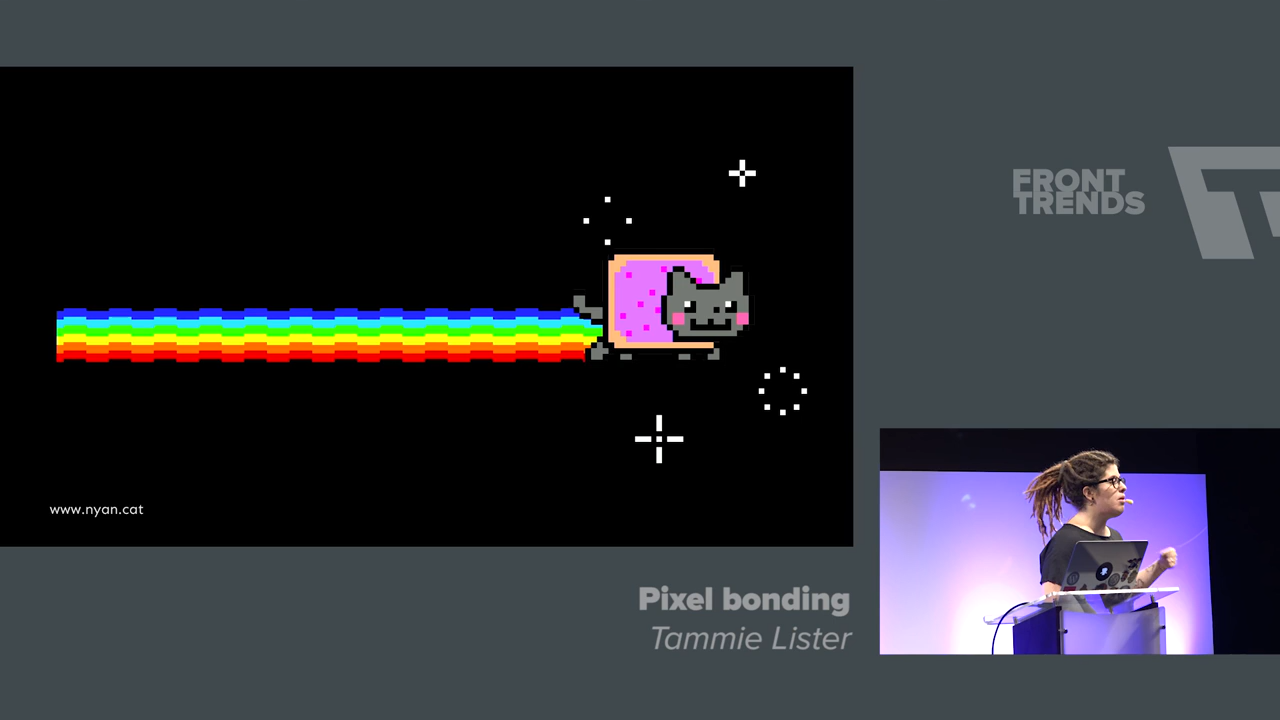 FRONT
TRENDS
www.nyan.cat
Pixel bonding
Tammie Lister